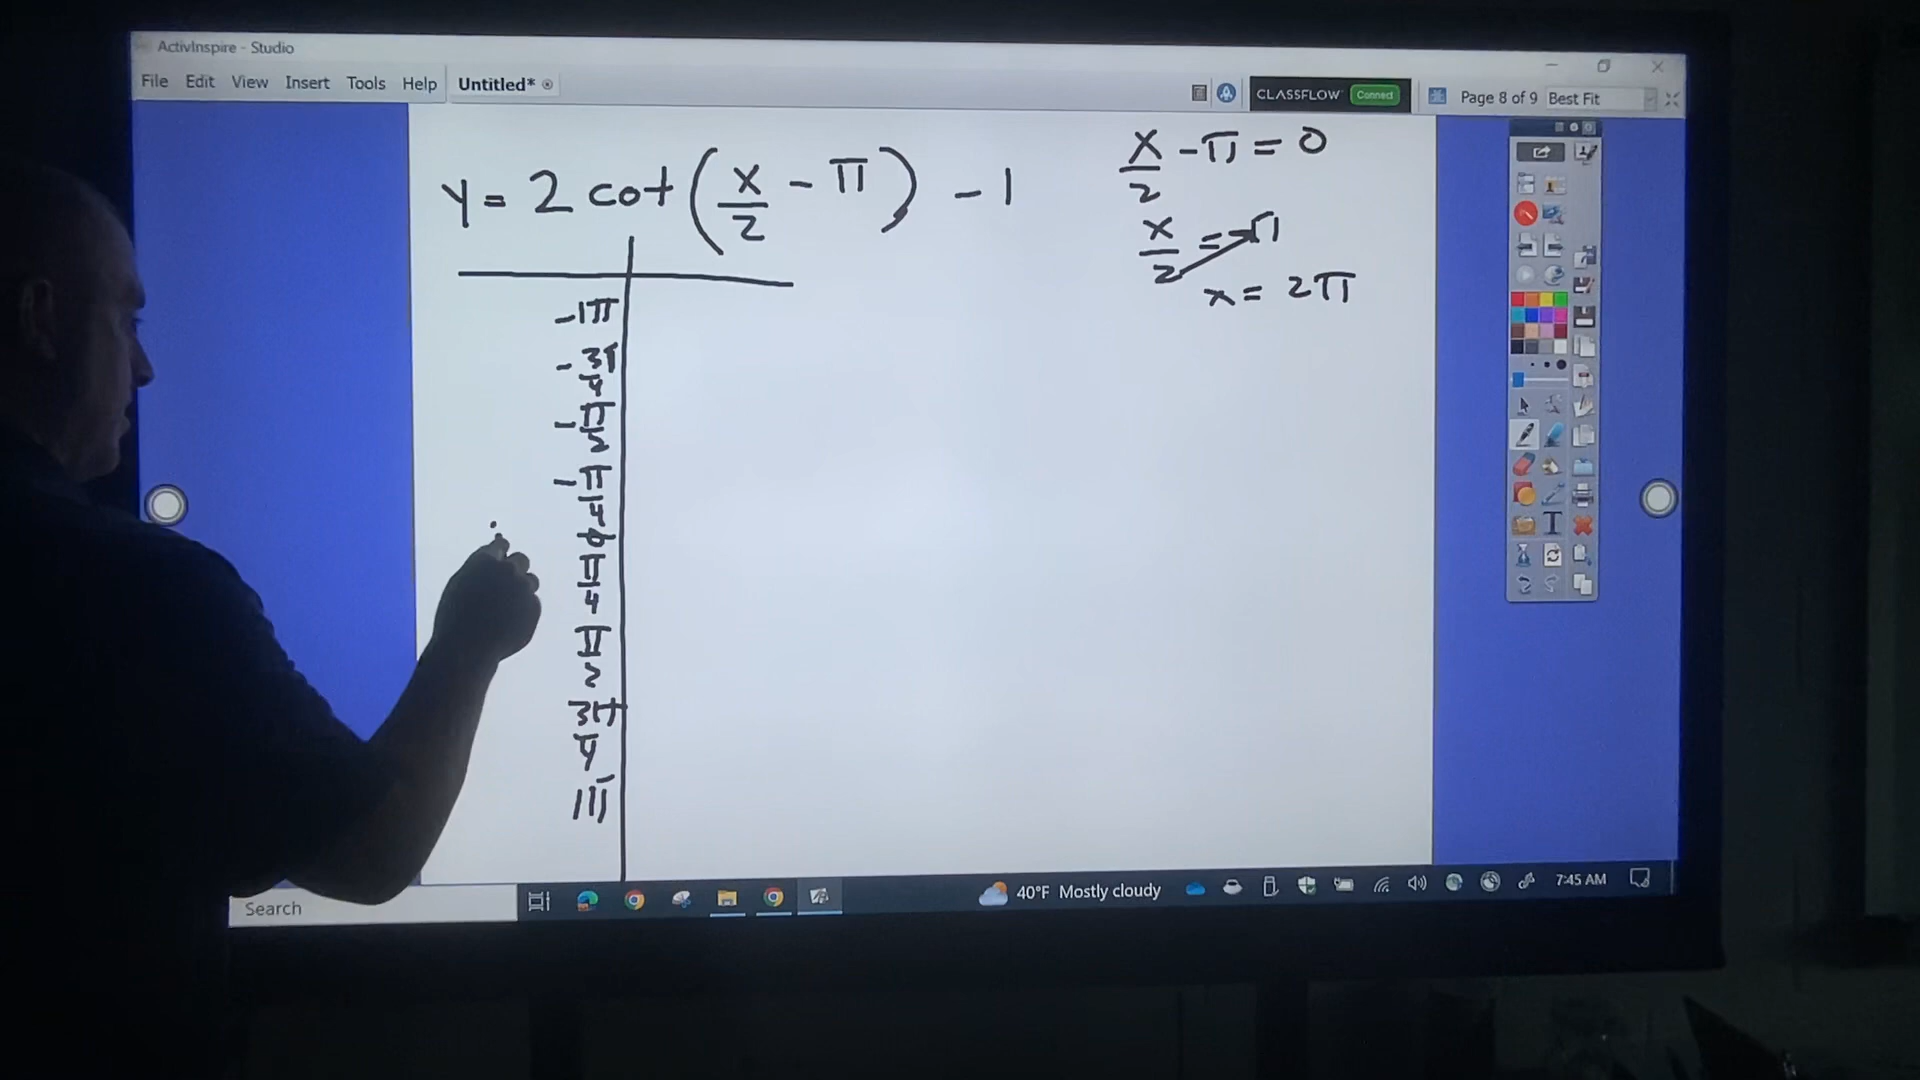 ActivInspire - Studio
File Edit View Insert Tools Help Untitled*
CLASSFLOW Connect Page 8 of 9 Best Fit
y = 2 cot (x/2 - π) - 1
x/2 - π = 0
x/2 = π
x = 2π
-1π
-3π/4
-π/2
-π/4
0
π/4
π/2
3π/4
1π
Search 40°F Mostly cloudy 7:45 AM